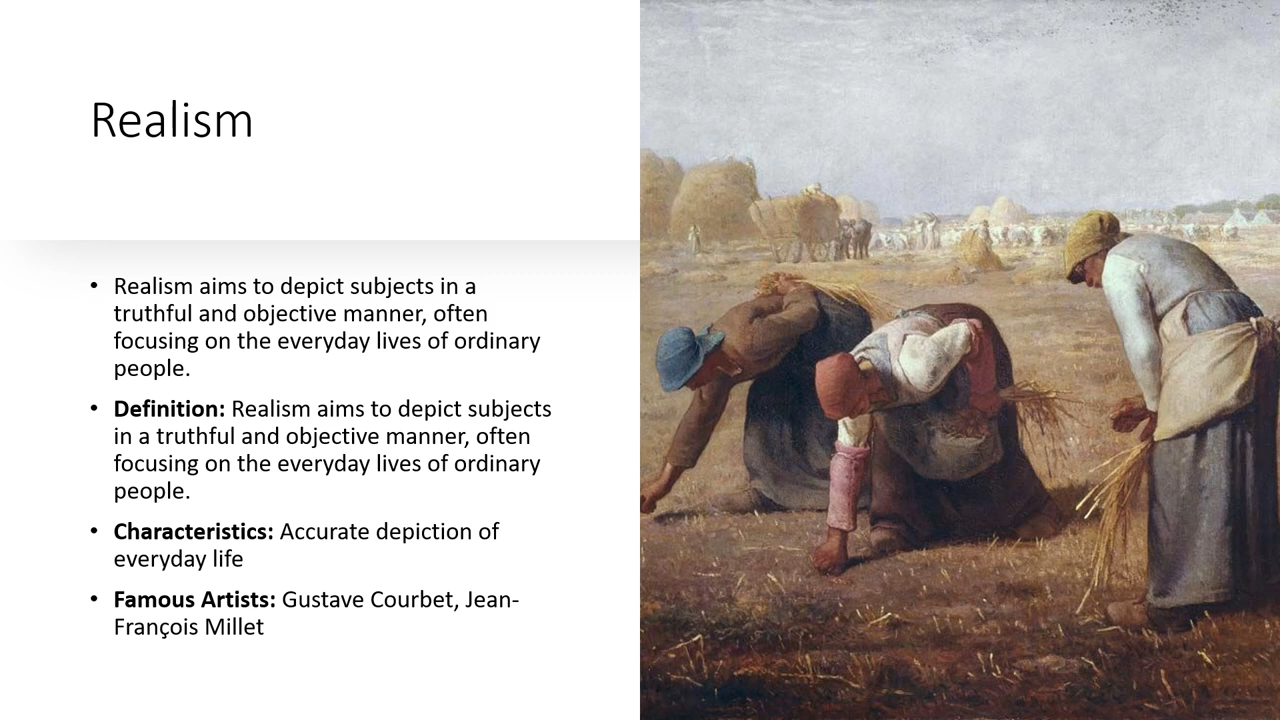 Realism
• Realism aims to depict subjects in a
truthful and objective manner, often
focusing on the everyday lives of ordinary
people.
• Definition: Realism aims to depict subjects
in a truthful and objective manner, often
focusing on the everyday lives of ordinary
people.
• Characteristics: Accurate depiction of
everyday life
• Famous Artists: Gustave Courbet, Jean-
François Millet